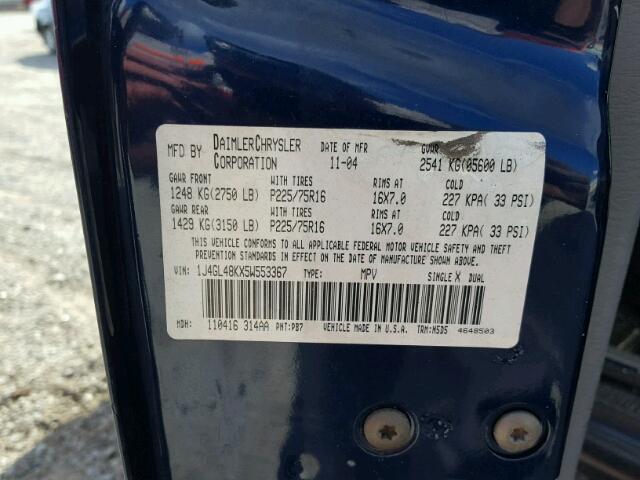 MFD BY DAIMLERCHRYSLER CORPORATION DATE OF MFR 11-04 GVWR 2541 KG(05600 LB)
GAWR FRONT WITH TIRES RIMS AT COLD
1248 KG(2750 LB) P225/75R16 16X7.0 227 KPA( 33 PSI)
GAWR REAR WITH TIRES RIMS AT COLD
1429 KG(3150 LB) P225/75R16 16X7.0 227 KPA( 33 PSI)
THIS VEHICLE CONFORMS TO ALL APPLICABLE FEDERAL MOTOR VEHICLE SAFETY AND THEFT
PREVENTION STANDARDS IN EFFECT ON THE DATE OF MANUFACTURE SHOWN ABOVE.
VIN: 1J4GL48KX5W553367 TYPE: MPV SINGLE X DUAL
MDH: 110416 314AA PNT:PB7 VEHICLE MADE IN U.S.A. TRM:M5D5 4648503